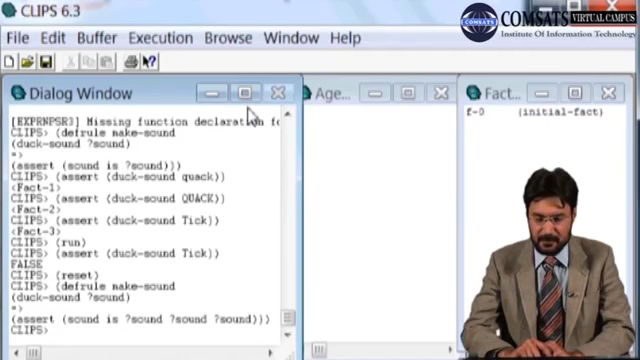 CLIPS 6.3
COMSATS VIRTUAL CAMPUS
Institute Of Information Technology
File Edit Buffer Execution Browse Window Help
Dialog Window
[EXPRNPSR3] Missing function declaration fo
CLIPS> (defrule make-sound
(duck-sound ?sound)
=>
(assert (sound is ?sound)))
CLIPS> (assert (duck-sound quack))
<Fact-1>
CLIPS> (assert (duck-sound QUACK))
<Fact-2>
CLIPS> (assert (duck-sound Tick))
<Fact-3>
CLIPS> (run)
CLIPS> (assert (duck-sound Tick))
FALSE
CLIPS> (reset)
CLIPS> (defrule make-sound
(duck-sound ?sound)
=>
(assert (sound is ?sound ?sound ?sound)))
CLIPS>
Age...
Fact...
f-0 (initial-fact)